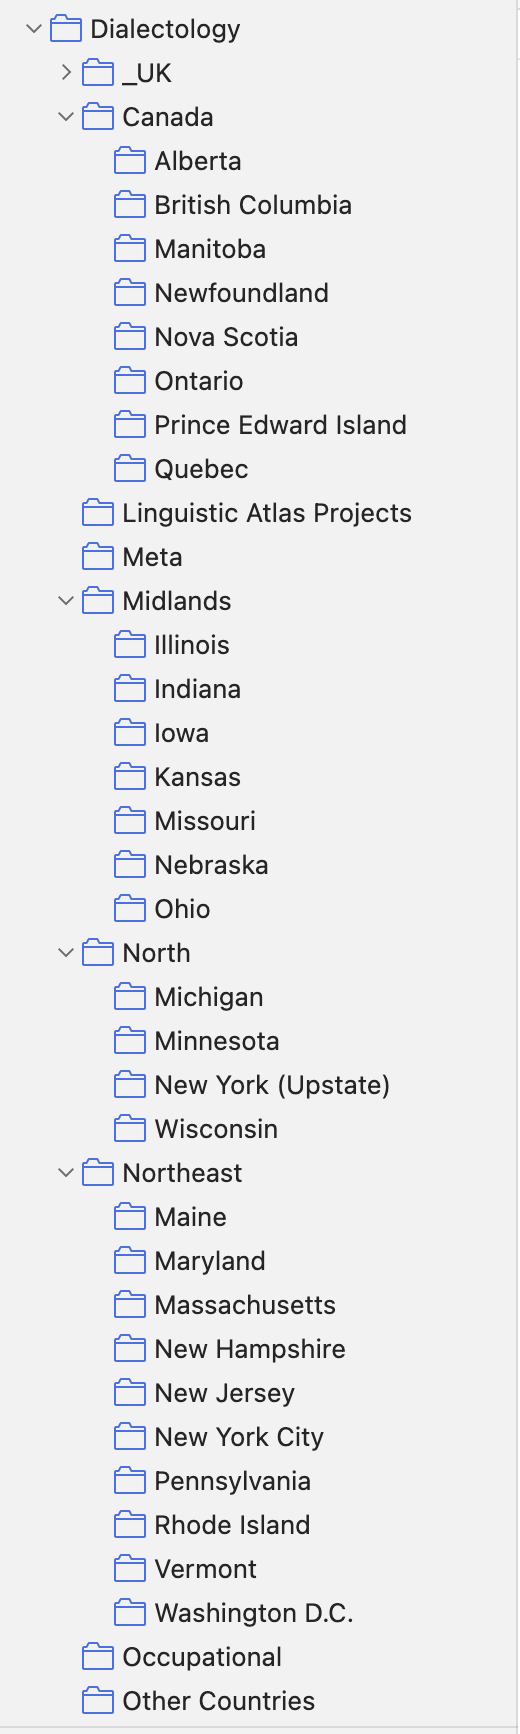 Dialectology
_UK
Canada
Alberta
British Columbia
Manitoba
Newfoundland
Nova Scotia
Ontario
Prince Edward Island
Quebec
Linguistic Atlas Projects
Meta
Midlands
Illinois
Indiana
Iowa
Kansas
Missouri
Nebraska
Ohio
North
Michigan
Minnesota
New York (Upstate)
Wisconsin
Northeast
Maine
Maryland
Massachusetts
New Hampshire
New Jersey
New York City
Pennsylvania
Rhode Island
Vermont
Washington D.C.
Occupational
Other Countries